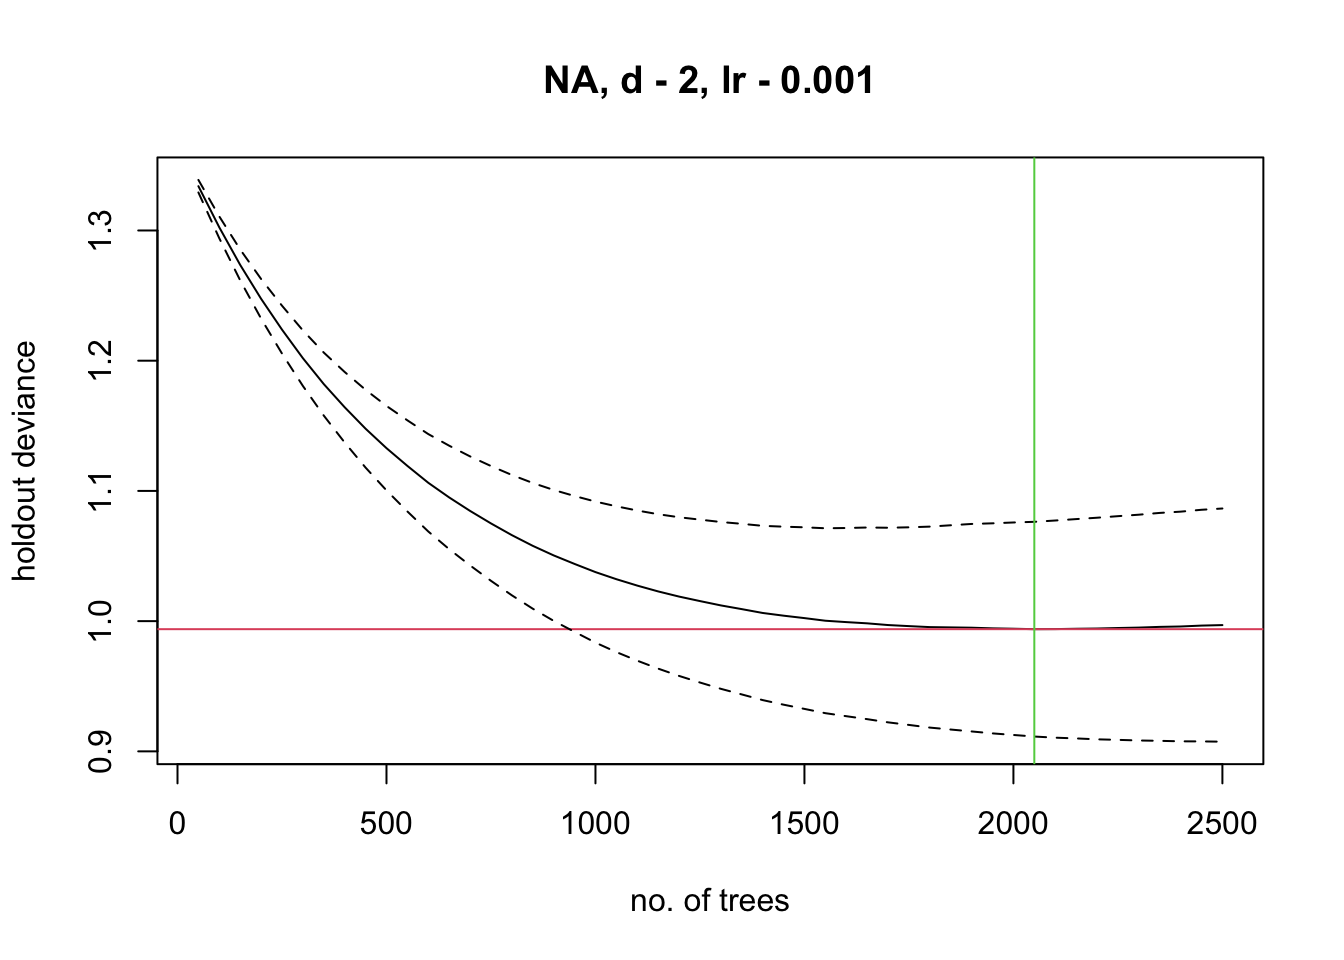 NA, d - 2, lr - 0.001
holdout deviance
1.3
1.2
1.1
1.0
0.9
0 500 1000 1500 2000 2500
no. of trees